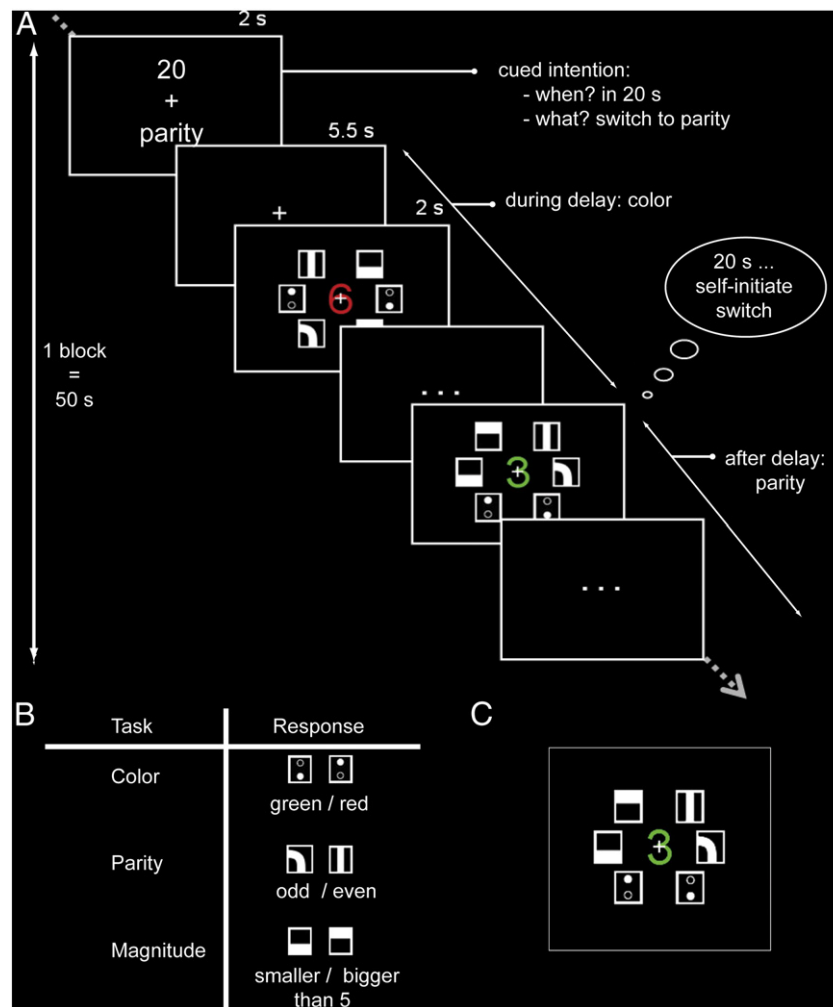 A
2 s
20
+
parity
cued intention:
- when? in 20 s
- what? switch to parity
5.5 s
+
during delay: color
2 s
6
20 s ...
self-initiate
switch
1 block
=
50 s
...
3
after delay:
parity
...
B
Task
Response
Color
green / red
Parity
odd / even
Magnitude
smaller / bigger
than 5
C
3